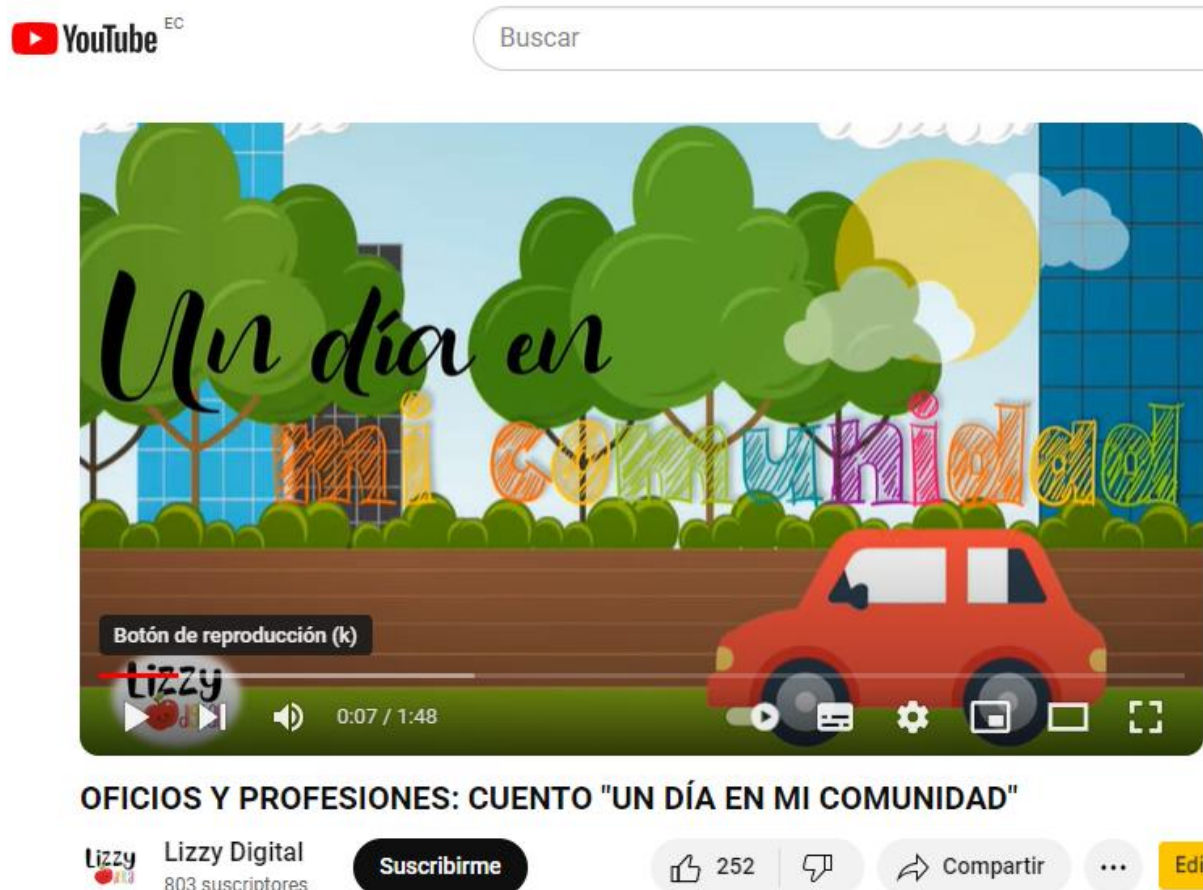 YouTube EC
Buscar
Un día en
mi comunidad
Botón de reproducción (k)
Lizzy
0:07 / 1:48
OFICIOS Y PROFESIONES: CUENTO "UN DÍA EN MI COMUNIDAD"
Lizzy
Lizzy Digital
803 suscriptores
Suscribirme
252
Compartir
Edi